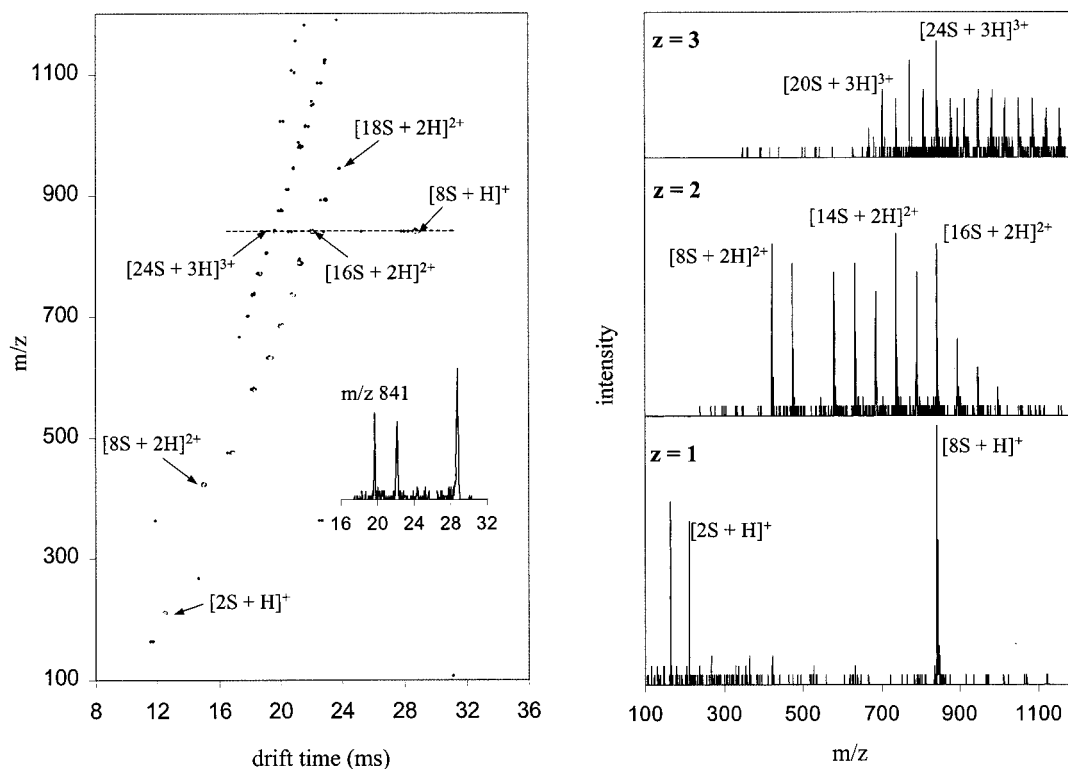 1100
900
700
500
300
100
m/z
8
12
16
20
24
28
32
36
drift time (ms)
[18S + 2H]²⁺
[8S + H]⁺
[24S + 3H]³⁺
[16S + 2H]²⁺
[8S + 2H]²⁺
[2S + H]⁺
m/z 841
16 20 24 28 32
z = 3
[24S + 3H]³⁺
[20S + 3H]³⁺
z = 2
[14S + 2H]²⁺
[16S + 2H]²⁺
[8S + 2H]²⁺
intensity
z = 1
[8S + H]⁺
[2S + H]⁺
100 300 500 700 900 1100
m/z